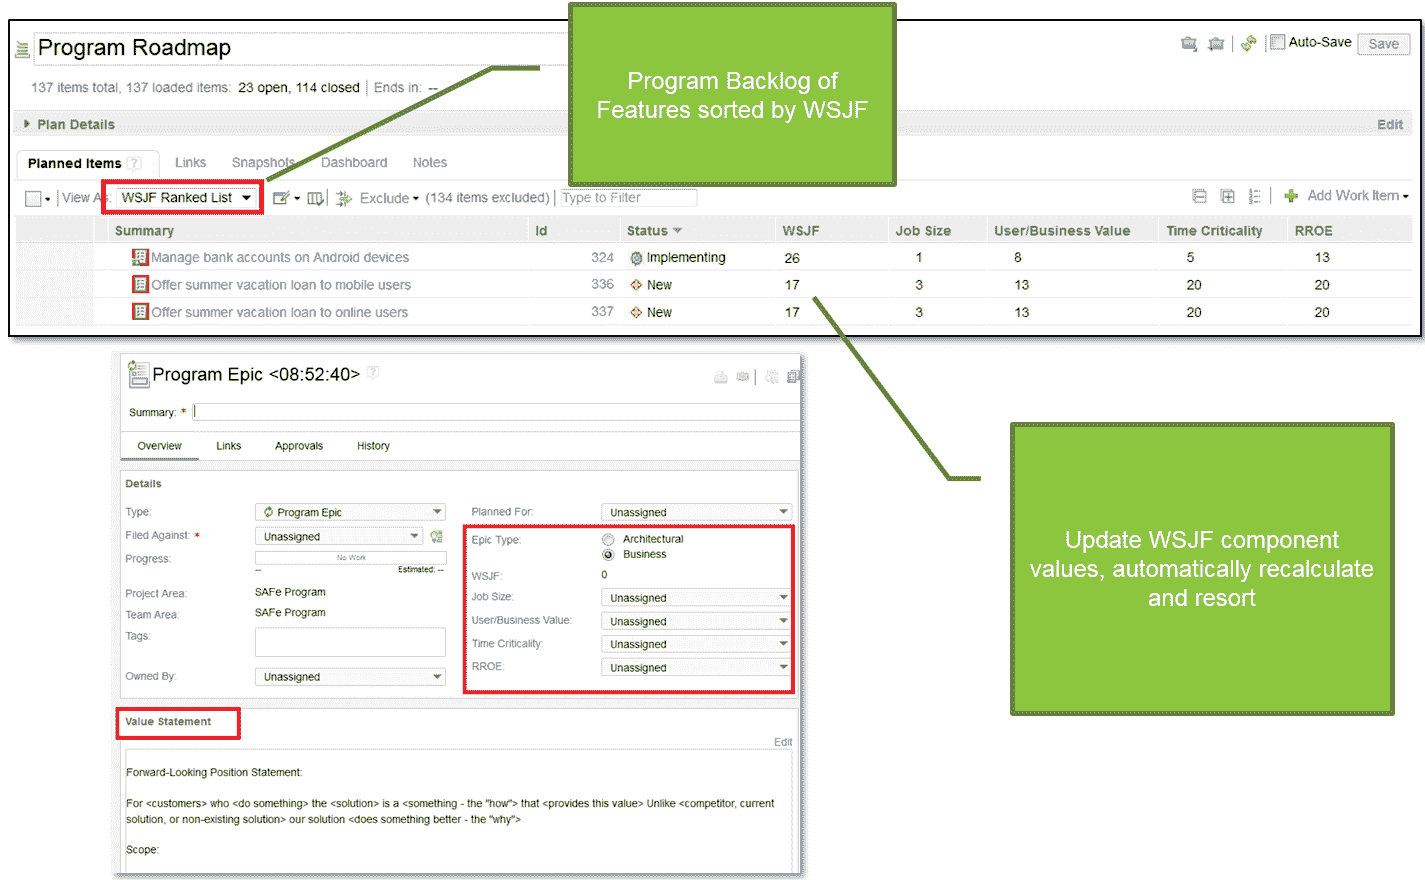 Program Roadmap
Auto-Save Save
137 items total, 137 loaded items: 23 open, 114 closed Ends in: --
Program Backlog of
Features sorted by WSJF
Plan Details Edit
Planned Items ? Links Snapshots Dashboard Notes
View As: WSJF Ranked List Exclude (134 items excluded) Type to Filter Add Work Item
Summary Id Status WSJF Job Size User/Business Value Time Criticality RROE
Manage bank accounts on Android devices 324 Implementing 26 1 8 5 13
Offer summer vacation loan to mobile users 336 New 17 3 13 20 20
Offer summer vacation loan to online users 337 New 17 3 13 20 20
Program Epic <08:52:40> ?
Summary: *
Overview Links Approvals History
Details
Type: Program Epic
Filed Against: * Unassigned
Progress: No Work
-- Estimated: --
Project Area: SAFe Program
Team Area: SAFe Program
Tags:
Owned By: Unassigned
Planned For: Unassigned
Epic Type: Architectural
Business
WSJF: 0
Job Size: Unassigned
User/Business Value: Unassigned
Time Criticality: Unassigned
RROE: Unassigned
Value Statement
Edit
Forward-Looking Position Statement:
For <customers> who <do something> the <solution> is a <something - the "how"> that <provides this value> Unlike <competitor, current
solution, or non-existing solution> our solution <does something better - the "why">
Scope:
Update WSJF component
values, automatically recalculate
and resort